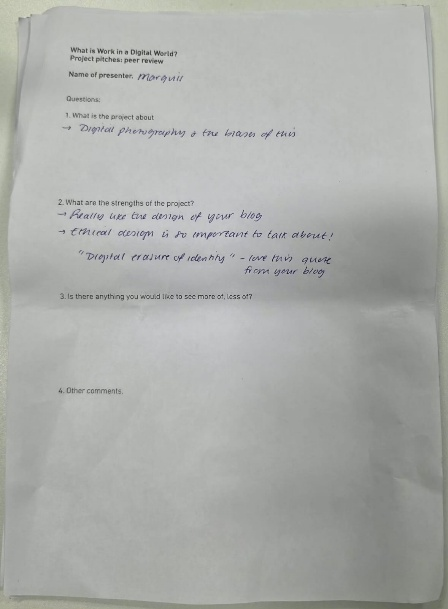 What is Work in a Digital World?
Project pitches: peer review
Name of presenter. Marquil
Questions:
1. What is the project about
→ Digital photography & the biases of this
2. What are the strengths of the project?
→ Really like the design of your blog
→ Ethical design is so important to talk about!
"Digital erasure of identity" - love this quote
from your blog
3. Is there anything you would like to see more of, less of?
4. Other comments.